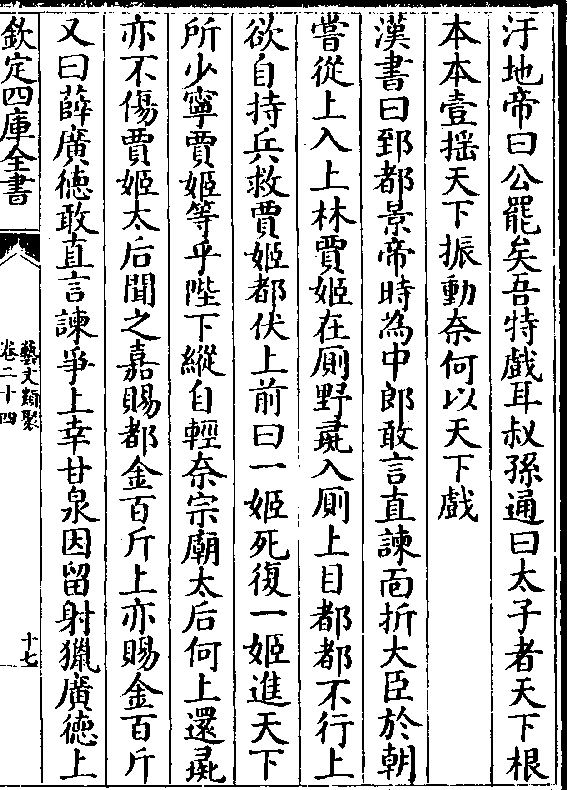 汙地帝曰公罷矣吾特戲耳叔孫通曰太子者天下根
本本壹揺天下振動奈何以天下戲
漢書曰郅都景帝時為中郎敢言直諫面折大臣於朝
嘗從上入上林賈姬在厠野彘入厠上目都都不行上
欲自持兵救賈姬都伏上前曰一姬死復一姬進天下
所少寧賈姬等乎陛下縱自輕奈宗廟太后何上還彘
亦不傷賈姬太后聞之嘉賜都金百斤上亦賜金百斤
又曰薛廣徳敢直言諫爭上幸甘泉因留射獵廣徳上
欽定四庫全書
藝文類聚
卷二十四
十七